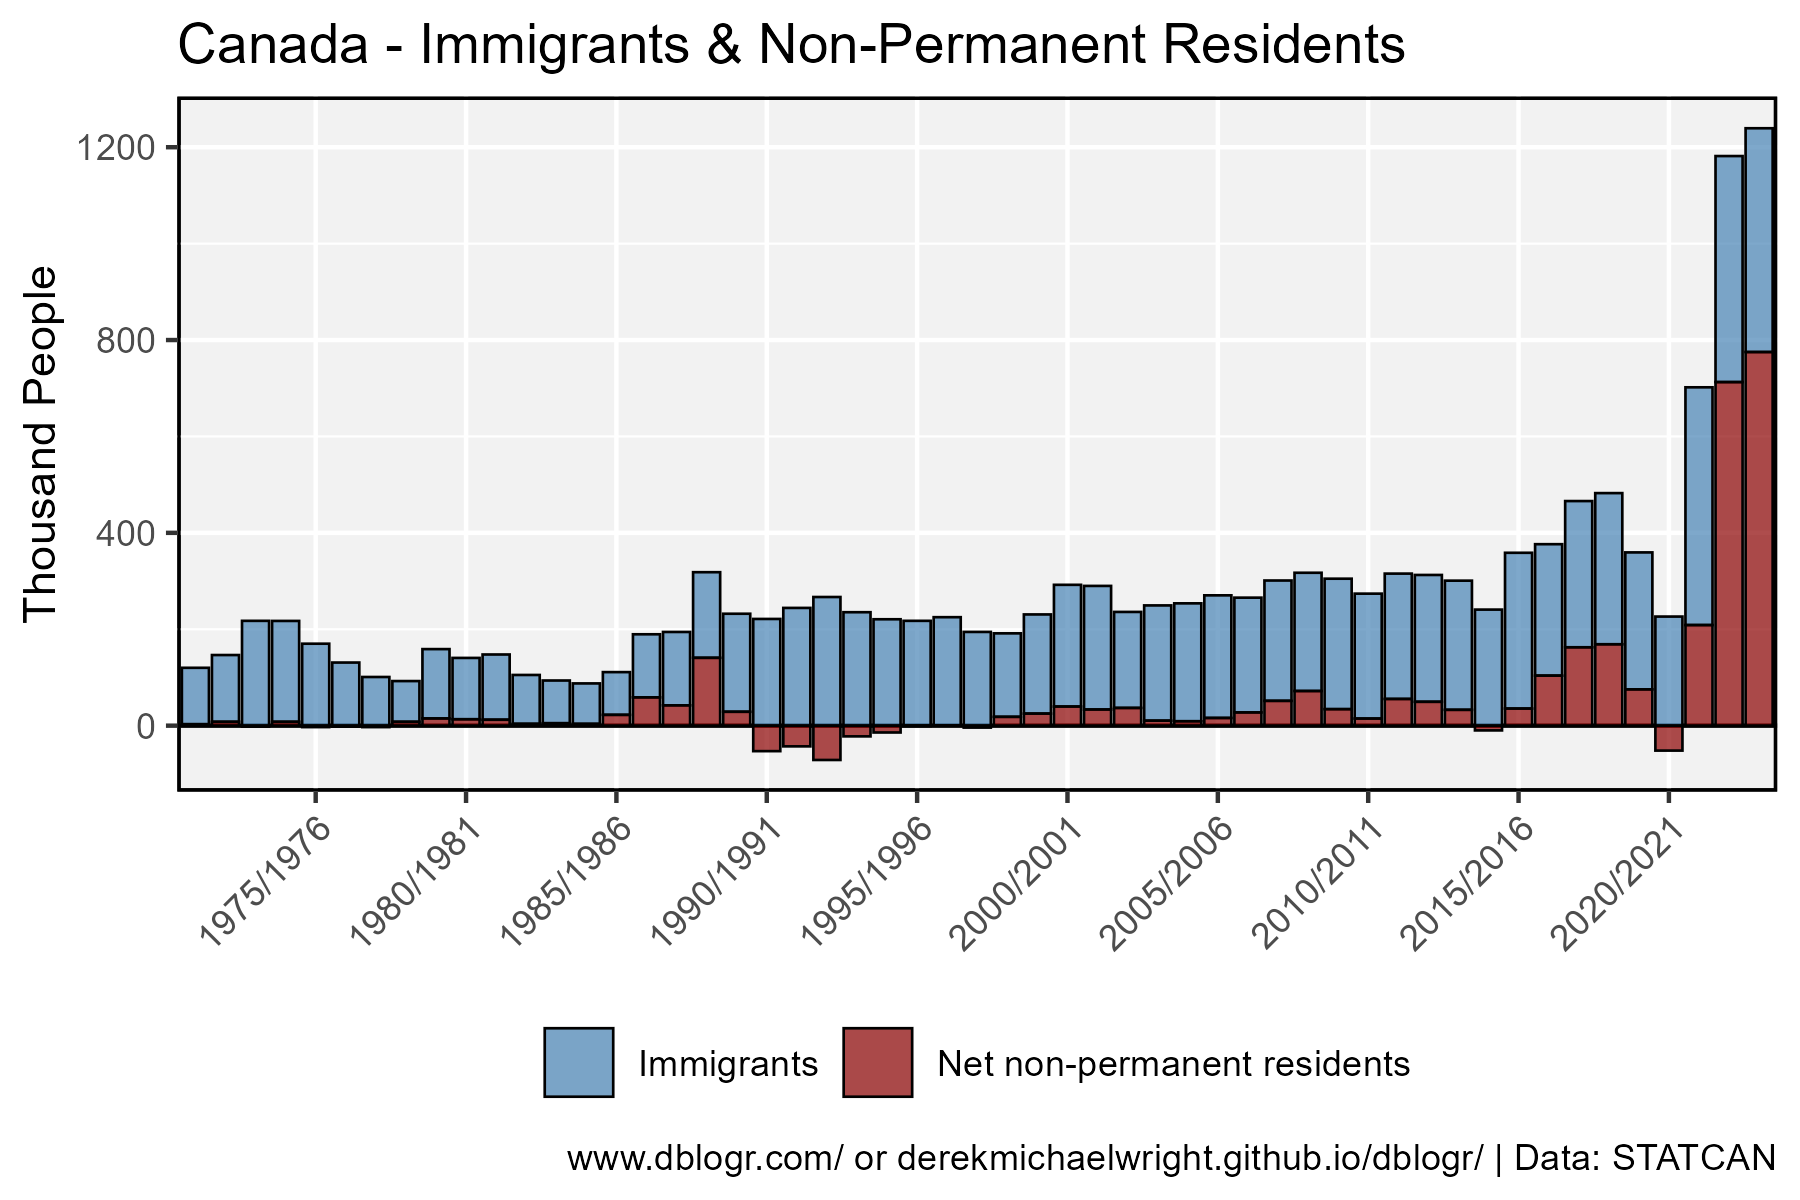 Canada - Immigrants & Non-Permanent Residents
Thousand People
1200
800
400
0
1975/1976
1980/1981
1985/1986
1990/1991
1995/1996
2000/2001
2005/2006
2010/2011
2015/2016
2020/2021
Immigrants
Net non-permanent residents
www.dblogr.com/ or derekmichaelwright.github.io/dblogr/ | Data: STATCAN